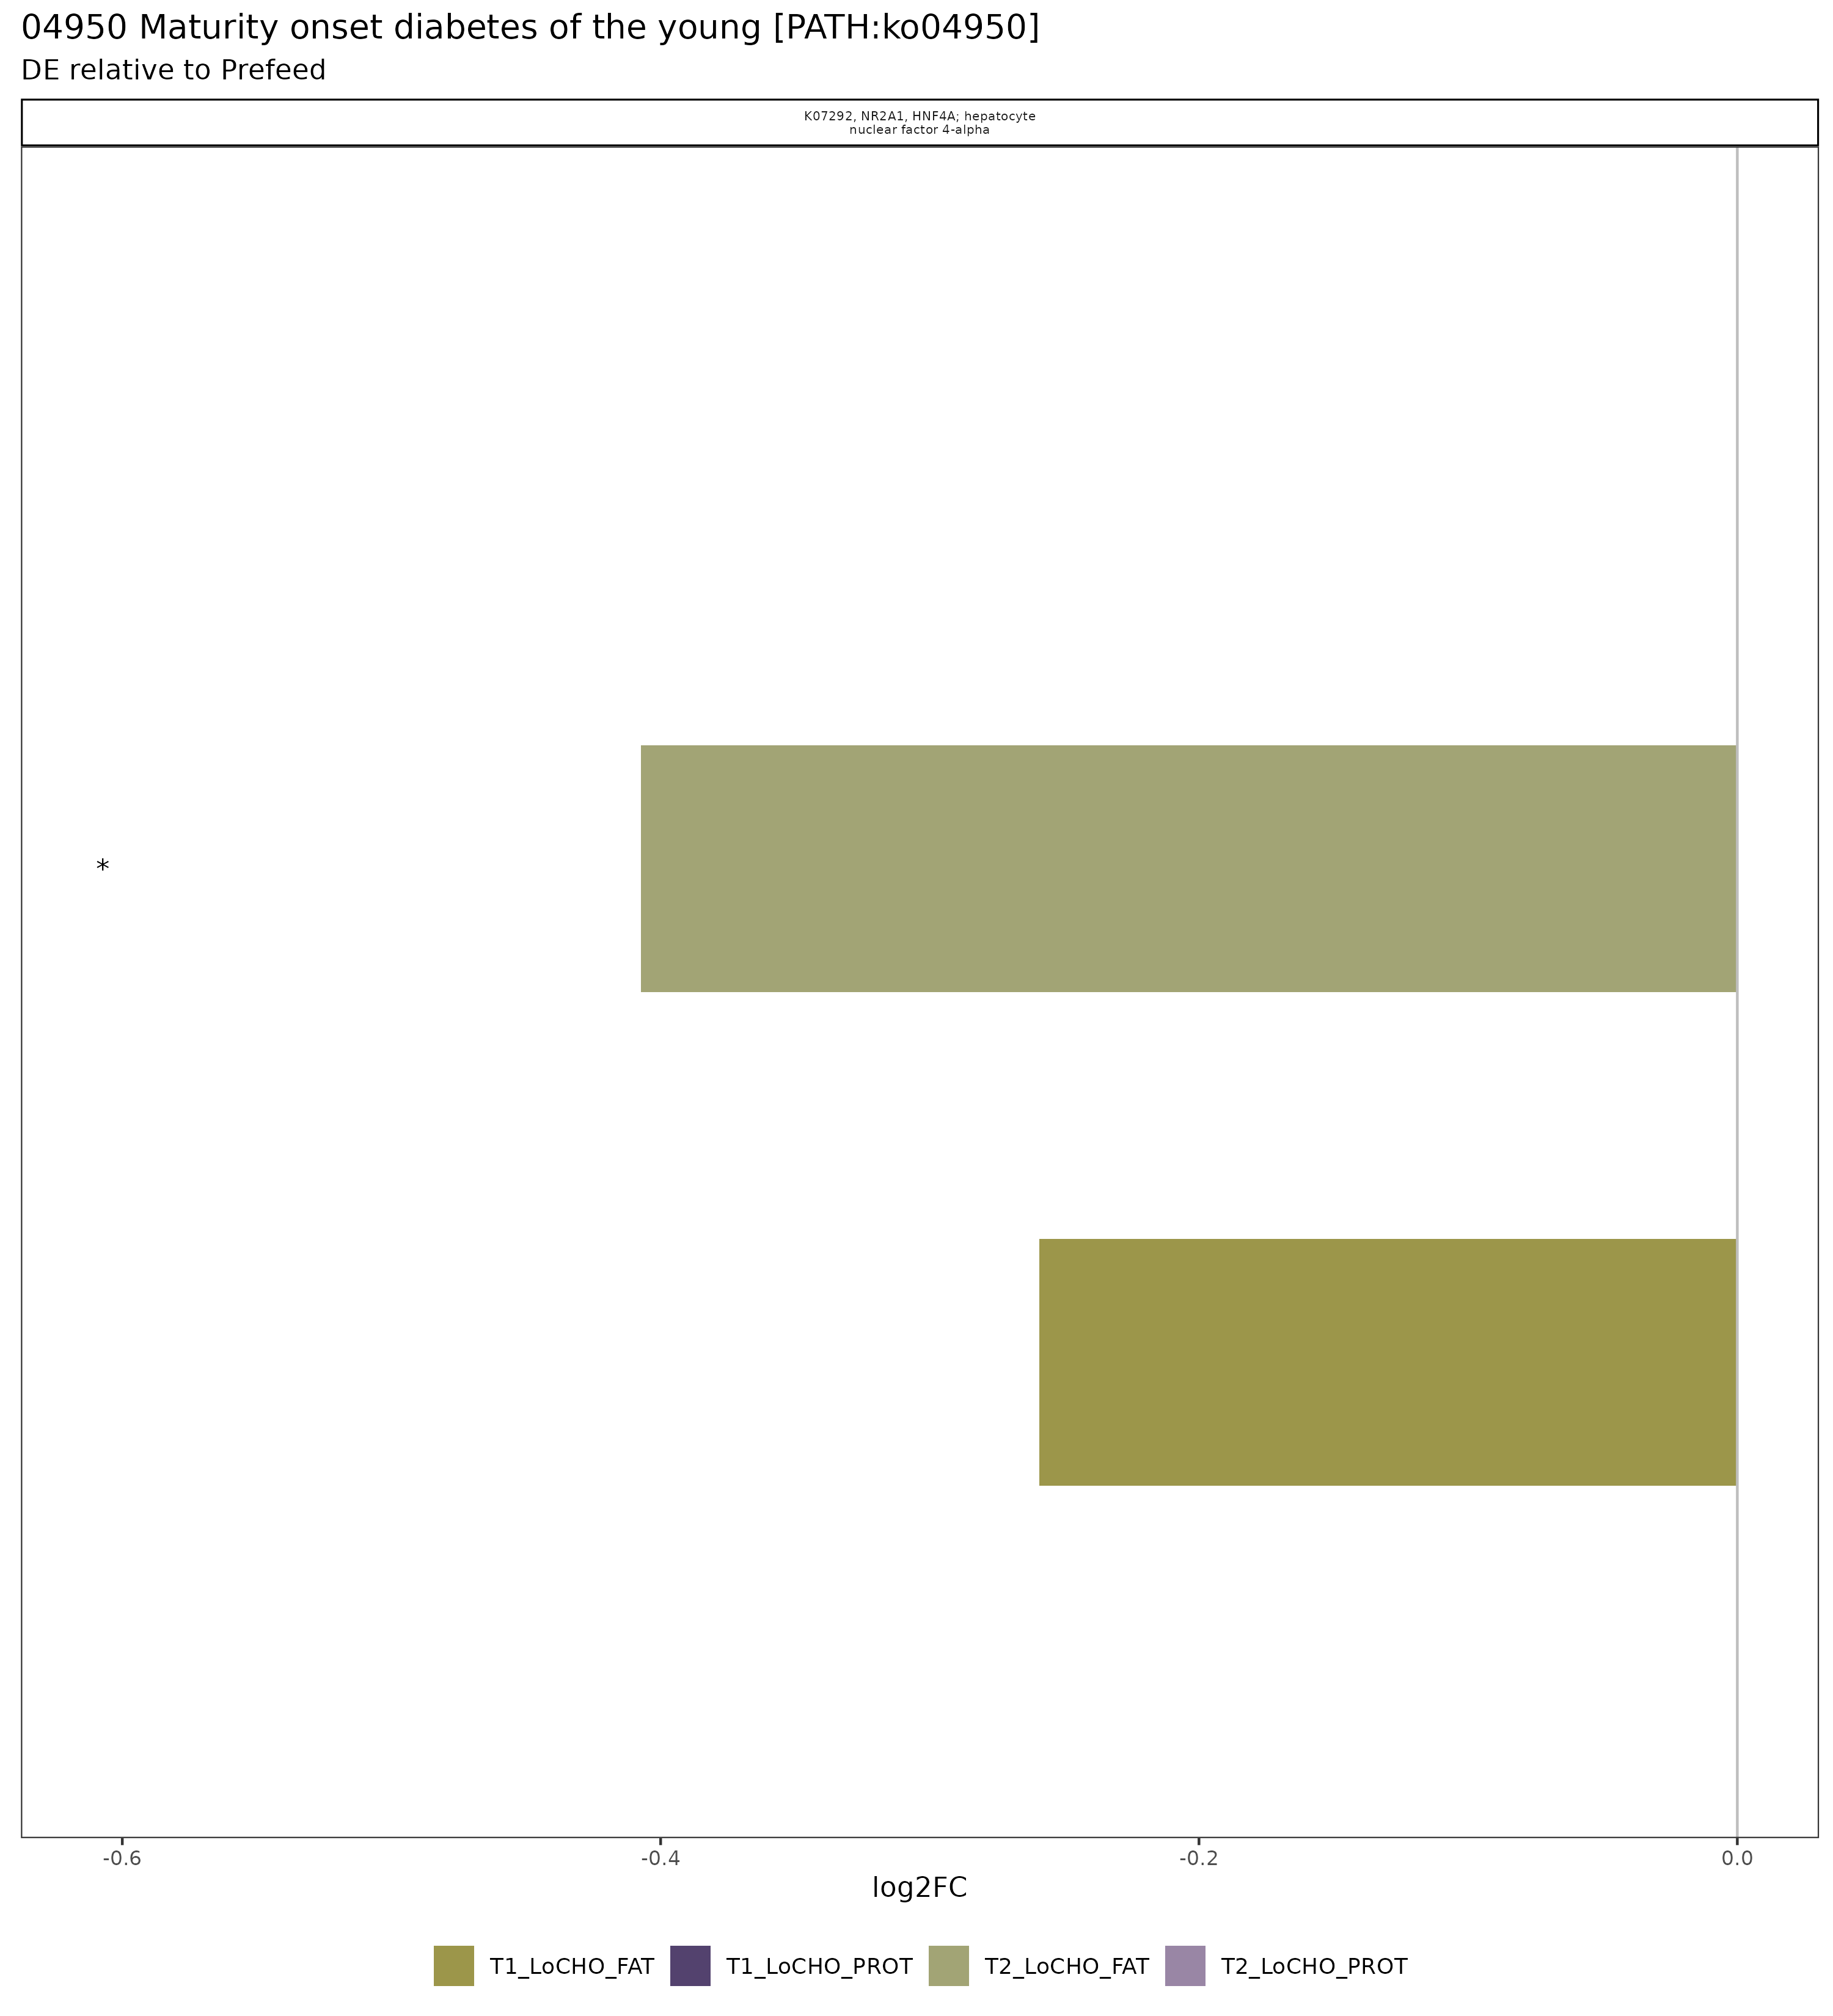 04950 Maturity onset diabetes of the young [PATH:ko04950]
DE relative to Prefeed
K07292, NR2A1, HNF4A; hepatocyte
nuclear factor 4-alpha
*
-0.6 -0.4 -0.2 0.0
log2FC
T1_LoCHO_FAT T1_LoCHO_PROT T2_LoCHO_FAT T2_LoCHO_PROT